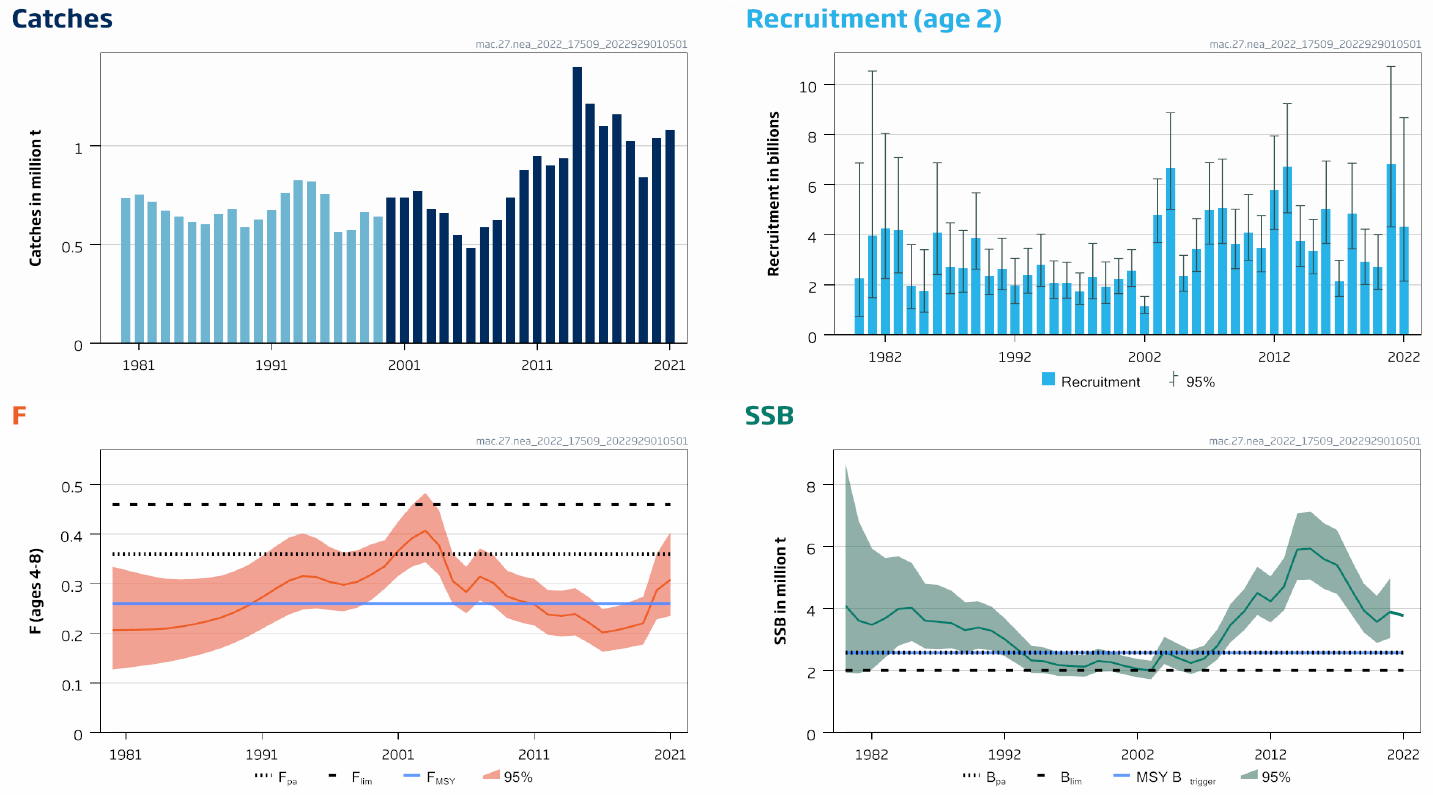 Catches
mac.27.nea_2022_17509_2022929010501
Catches in million t
1
0.5
0
1981 1991 2001 2011 2021
Recruitment (age 2)
mac.27.nea_2022_17509_2022929010501
Recruitment in billions
10
8
6
4
2
0
1982 1992 2002 2012 2022
Recruitment 95%
F
mac.27.nea_2022_17509_2022929010501
F (ages 4-8)
0.5
0.4
0.3
0.2
0.1
0
1981 1991 2001 2011 2021
Fpa Flim FMSY 95%
SSB
mac.27.nea_2022_17509_2022929010501
SSB in million t
8
6
4
2
0
1982 1992 2002 2012 2022
Bpa Blim MSY B trigger 95%